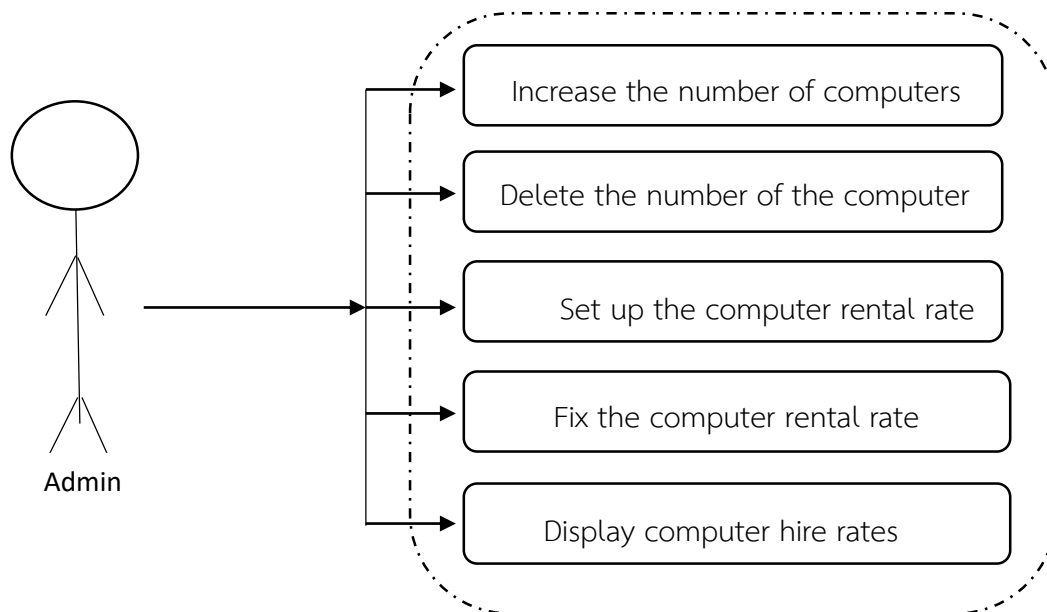 Increase the number of computers
Delete the number of the computer
Set up the computer rental rate
Fix the computer rental rate
Admin
Display computer hire rates